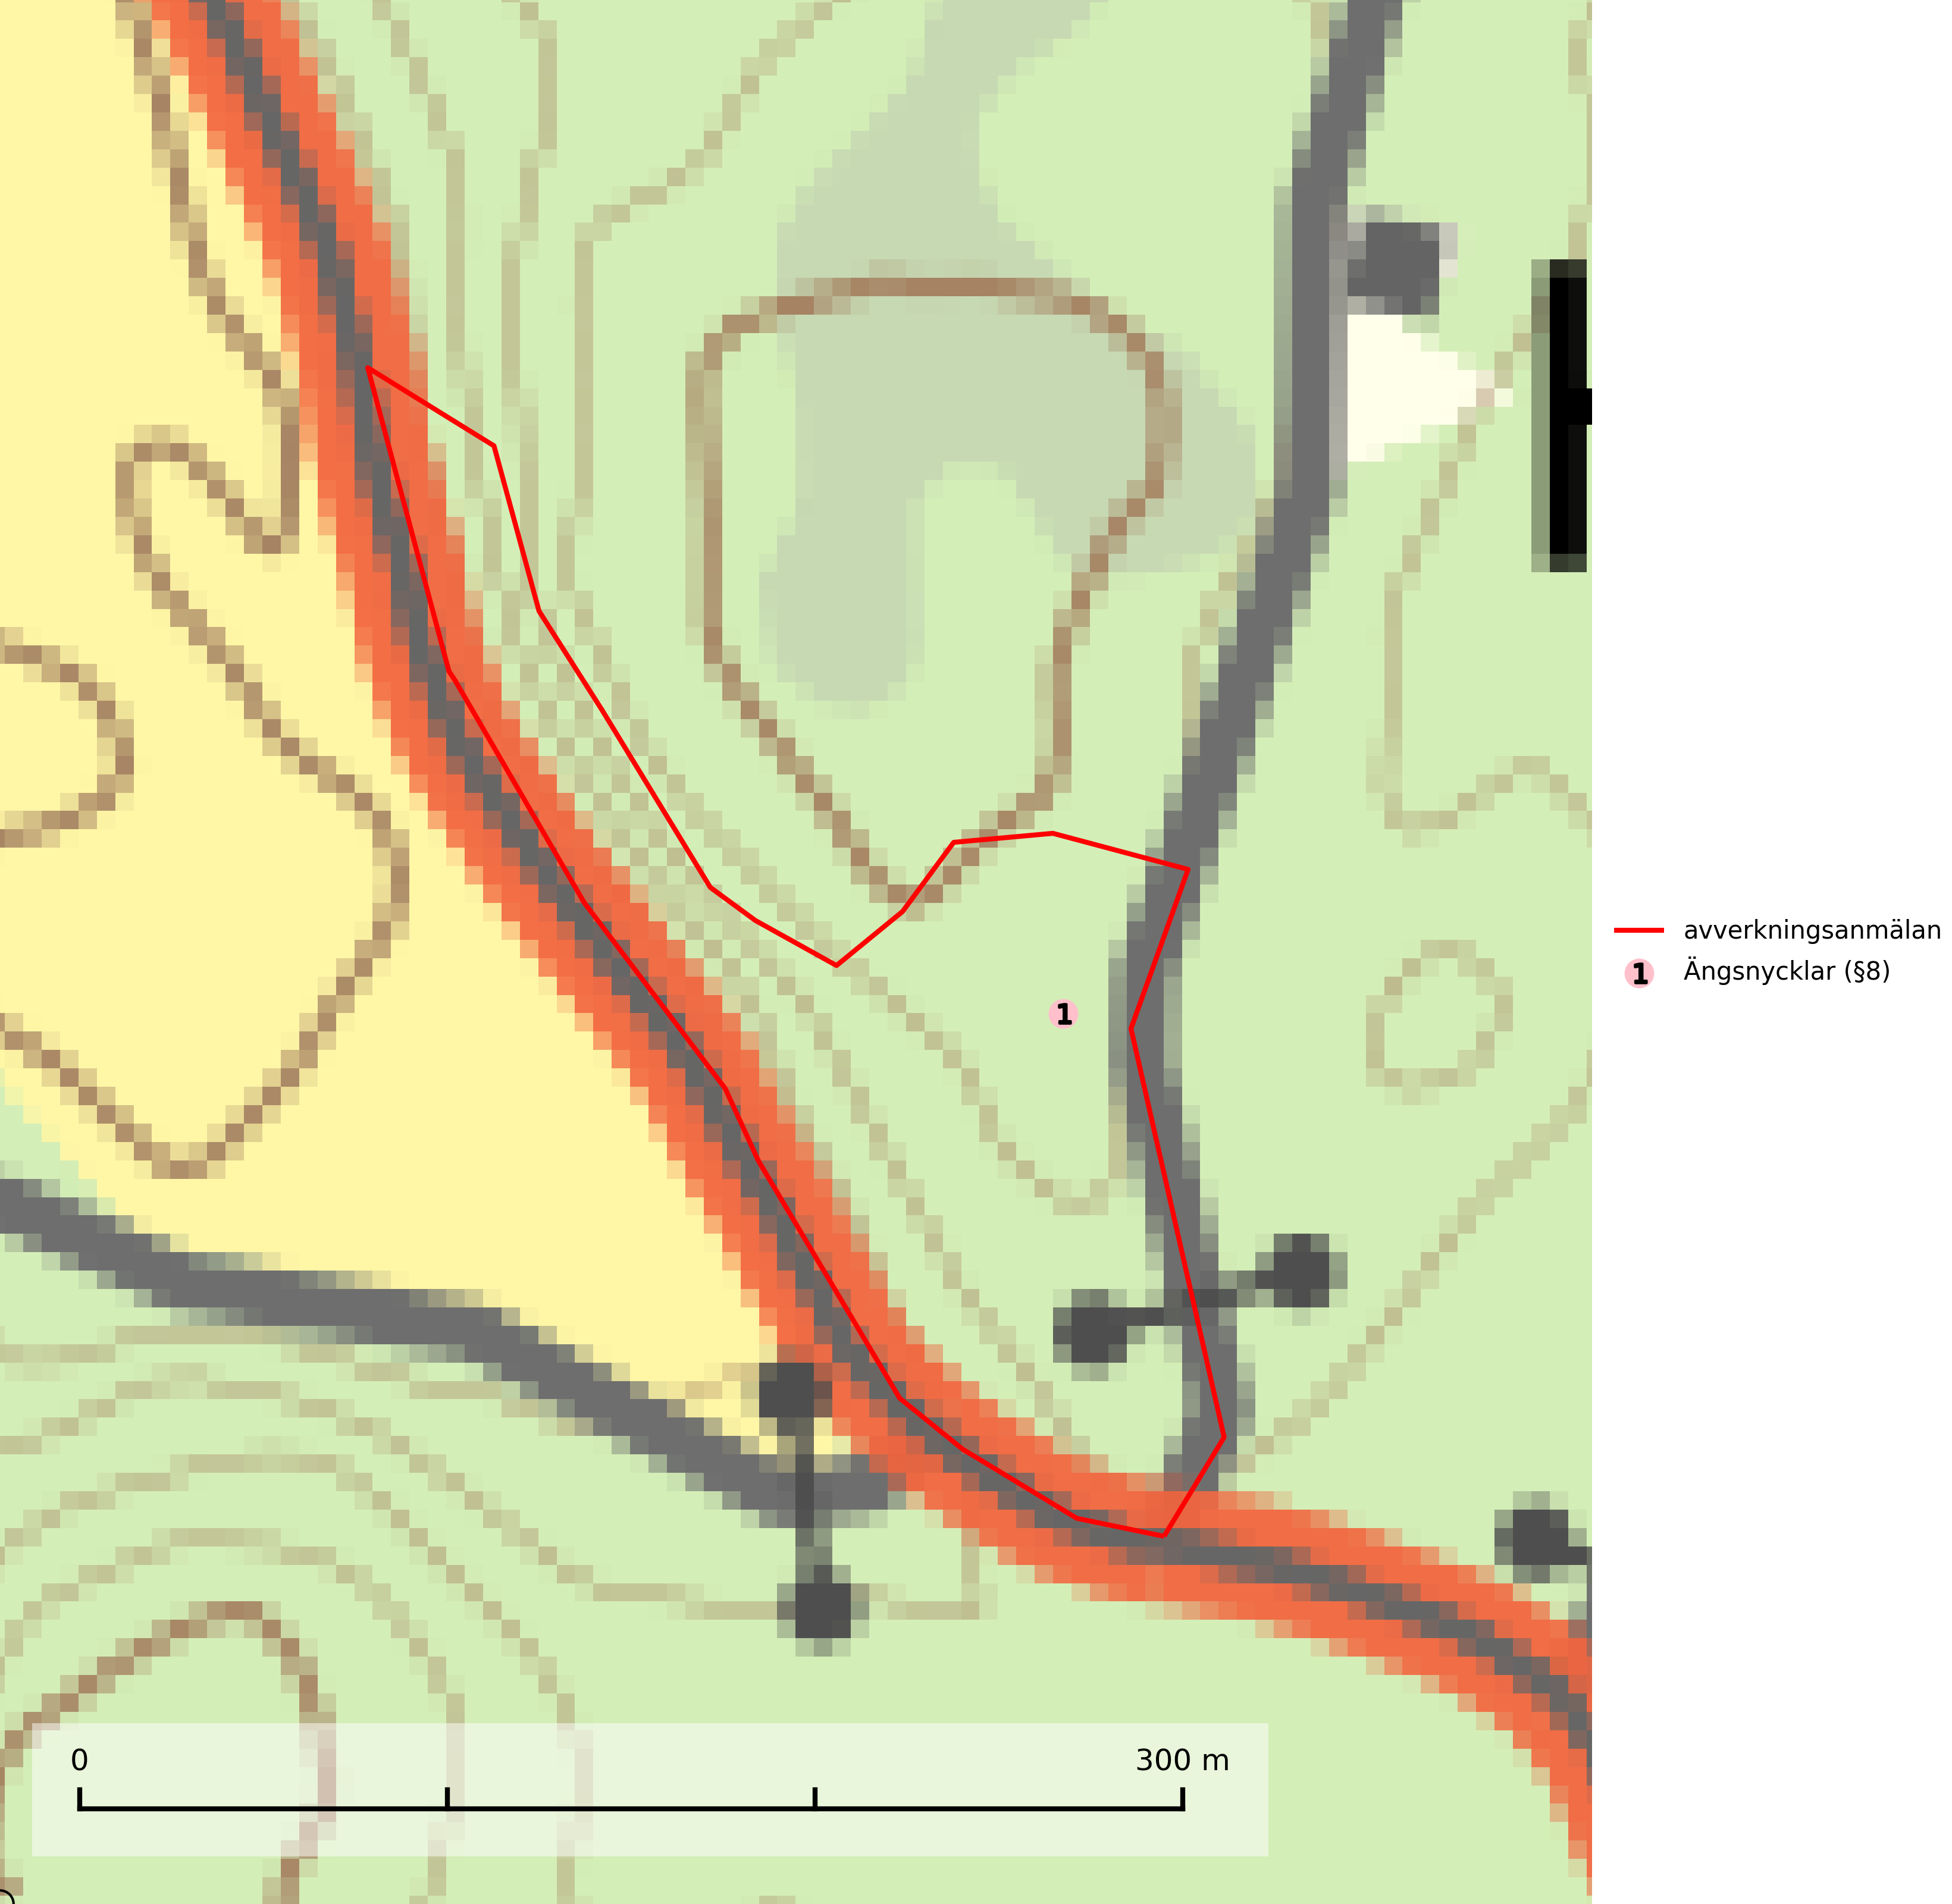 1
avverkningsanmälan
1 Ängsnycklar (§8)
0 300 m